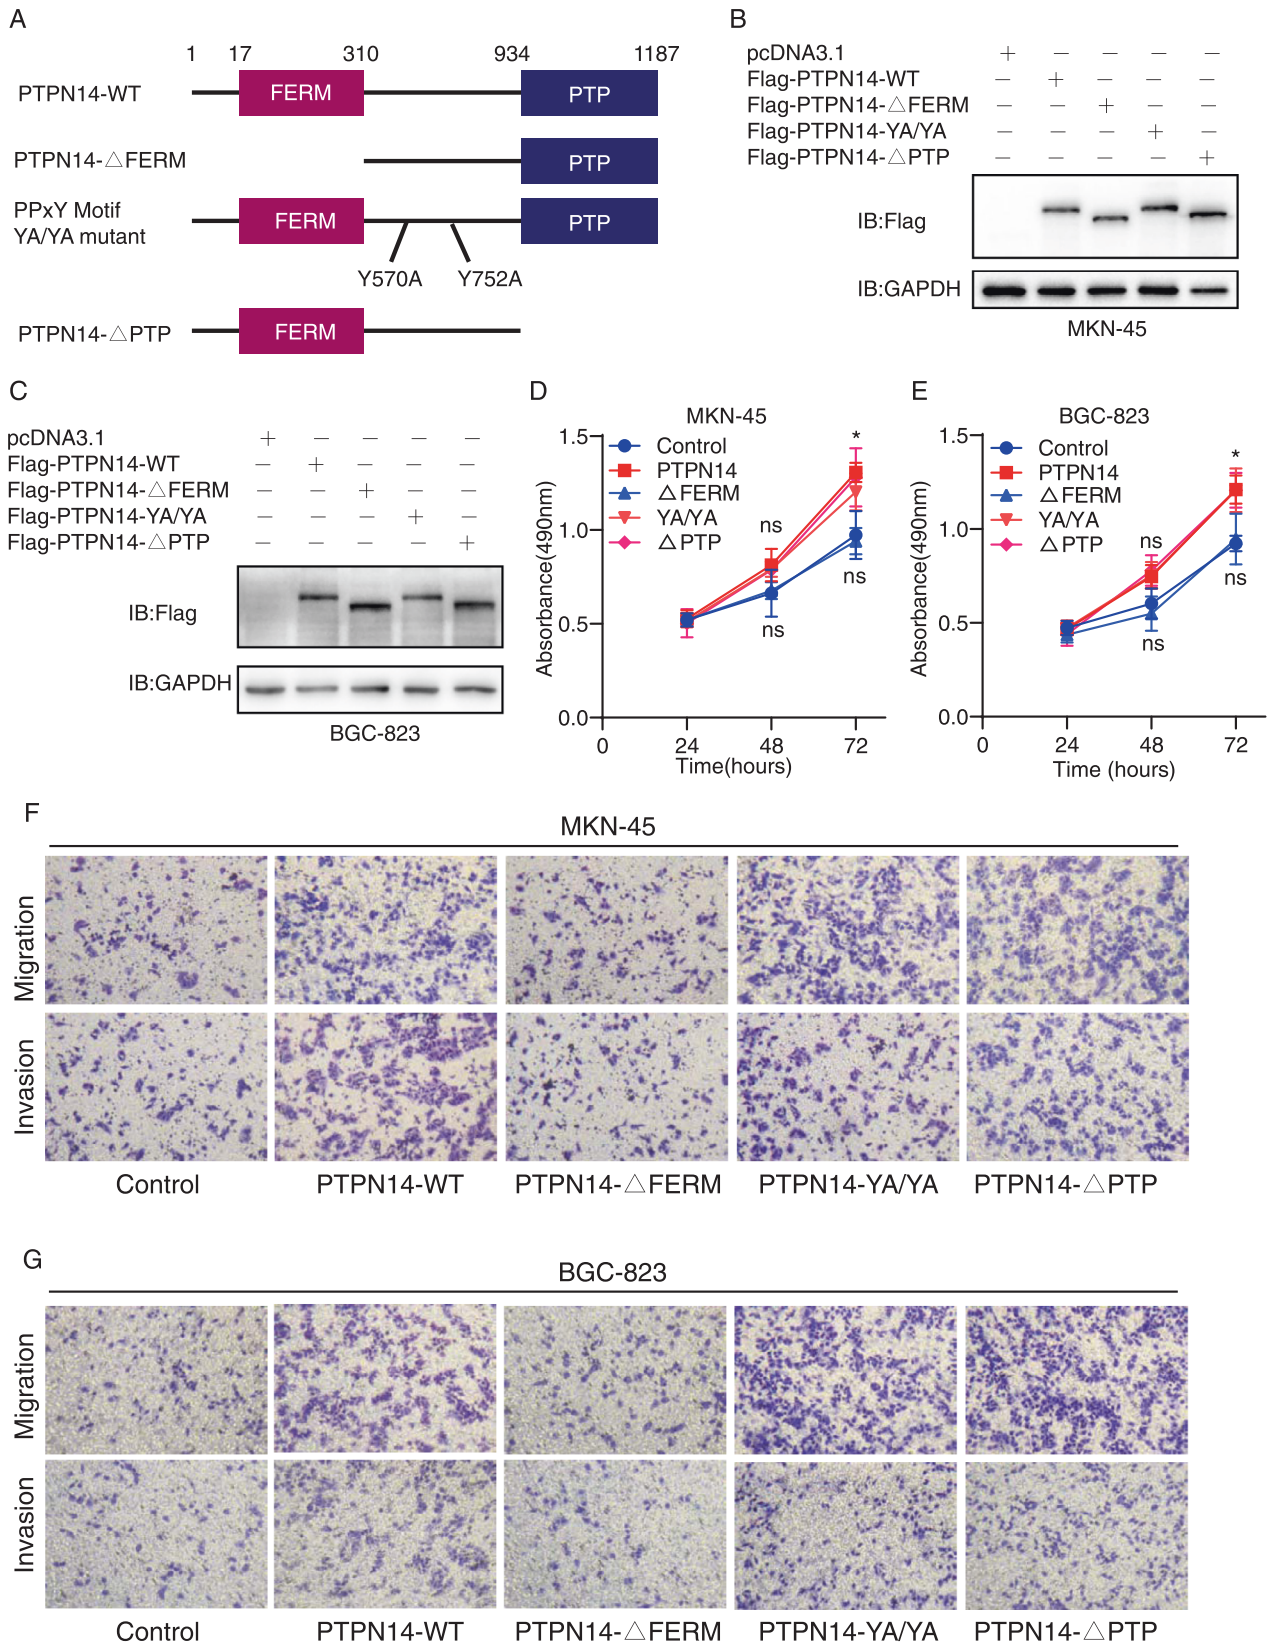 A
1 17 310 934 1187
PTPN14-WT FERM PTP
PTPN14-△FERM PTP
PPxY Motif
YA/YA mutant FERM PTP
Y570A Y752A
PTPN14-△PTP FERM
B
pcDNA3.1 + − − − −
Flag-PTPN14-WT − + − − −
Flag-PTPN14-△FERM − − + − −
Flag-PTPN14-YA/YA − − − + −
Flag-PTPN14-△PTP − − − − +
IB:Flag
IB:GAPDH
MKN-45
C
pcDNA3.1 + − − − −
Flag-PTPN14-WT − + − − −
Flag-PTPN14-△FERM − − + − −
Flag-PTPN14-YA/YA − − − + −
Flag-PTPN14-△PTP − − − − +
IB:Flag
IB:GAPDH
BGC-823
D
MKN-45
Absorbance(490nm)
1.5
1.0
0.5
0.0
Control
PTPN14
△FERM
YA/YA
△PTP
*
ns
ns
ns
0 24 48 72
Time(hours)
E
BGC-823
Absorbance(490nm)
1.5
1.0
0.5
0.0
Control
PTPN14
△FERM
YA/YA
△PTP
*
ns
ns
ns
0 24 48 72
Time (hours)
F
MKN-45
Migration
Invasion
Control PTPN14-WT PTPN14-△FERM PTPN14-YA/YA PTPN14-△PTP
G
BGC-823
Migration
Invasion
Control PTPN14-WT PTPN14-△FERM PTPN14-YA/YA PTPN14-△PTP